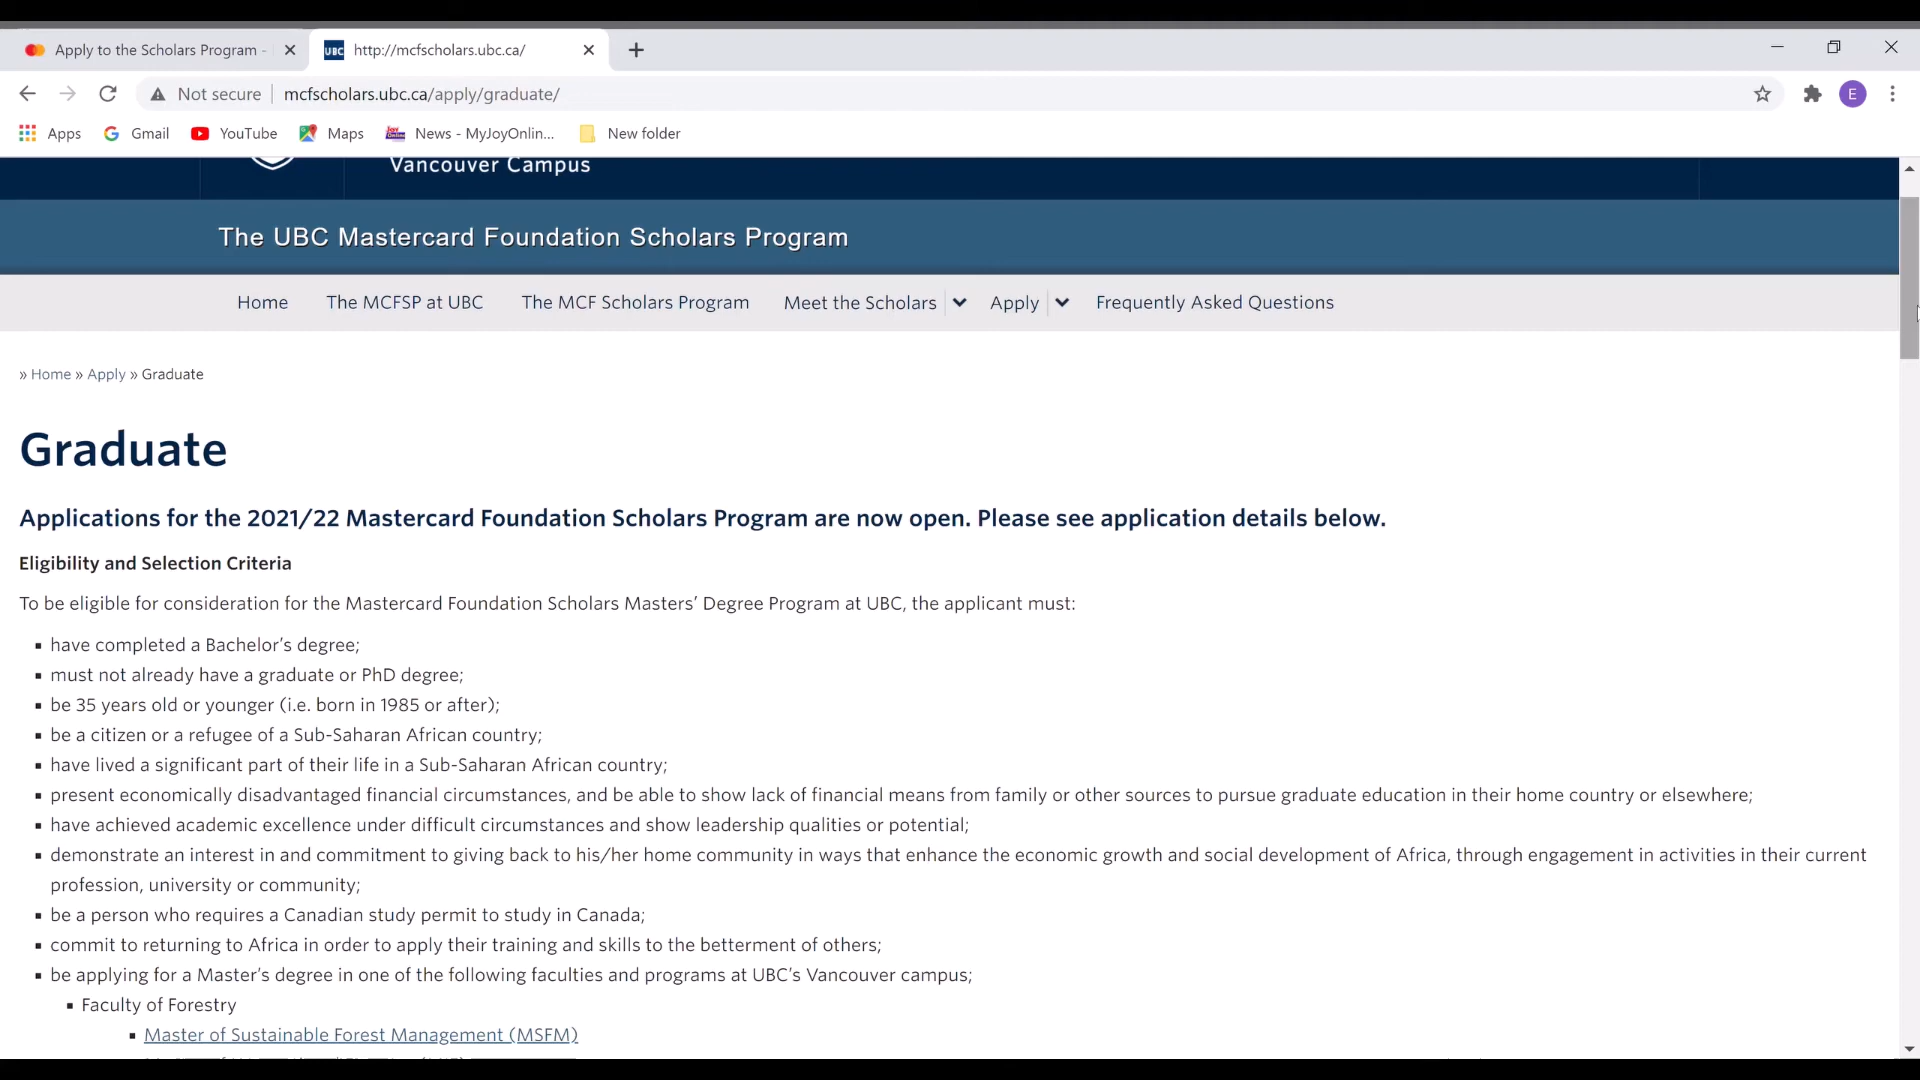 Apply to the Scholars Program -
UBC http://mcfscholars.ubc.ca/
Not secure mcfscholars.ubc.ca/apply/graduate/ E
Apps Gmail YouTube Maps News - MyJoyOnlin... New folder
Vancouver Campus
The UBC Mastercard Foundation Scholars Program
Home The MCFSP at UBC The MCF Scholars Program Meet the Scholars Apply Frequently Asked Questions
» Home » Apply » Graduate
Graduate
Applications for the 2021/22 Mastercard Foundation Scholars Program are now open. Please see application details below.
Eligibility and Selection Criteria
To be eligible for consideration for the Mastercard Foundation Scholars Masters’ Degree Program at UBC, the applicant must:
▪ have completed a Bachelor’s degree;
▪ must not already have a graduate or PhD degree;
▪ be 35 years old or younger (i.e. born in 1985 or after);
▪ be a citizen or a refugee of a Sub-Saharan African country;
▪ have lived a significant part of their life in a Sub-Saharan African country;
▪ present economically disadvantaged financial circumstances, and be able to show lack of financial means from family or other sources to pursue graduate education in their home country or elsewhere;
▪ have achieved academic excellence under difficult circumstances and show leadership qualities or potential;
▪ demonstrate an interest in and commitment to giving back to his/her home community in ways that enhance the economic growth and social development of Africa, through engagement in activities in their current
profession, university or community;
▪ be a person who requires a Canadian study permit to study in Canada;
▪ commit to returning to Africa in order to apply their training and skills to the betterment of others;
▪ be applying for a Master’s degree in one of the following faculties and programs at UBC’s Vancouver campus;
▪ Faculty of Forestry
▪ Master of Sustainable Forest Management (MSFM)